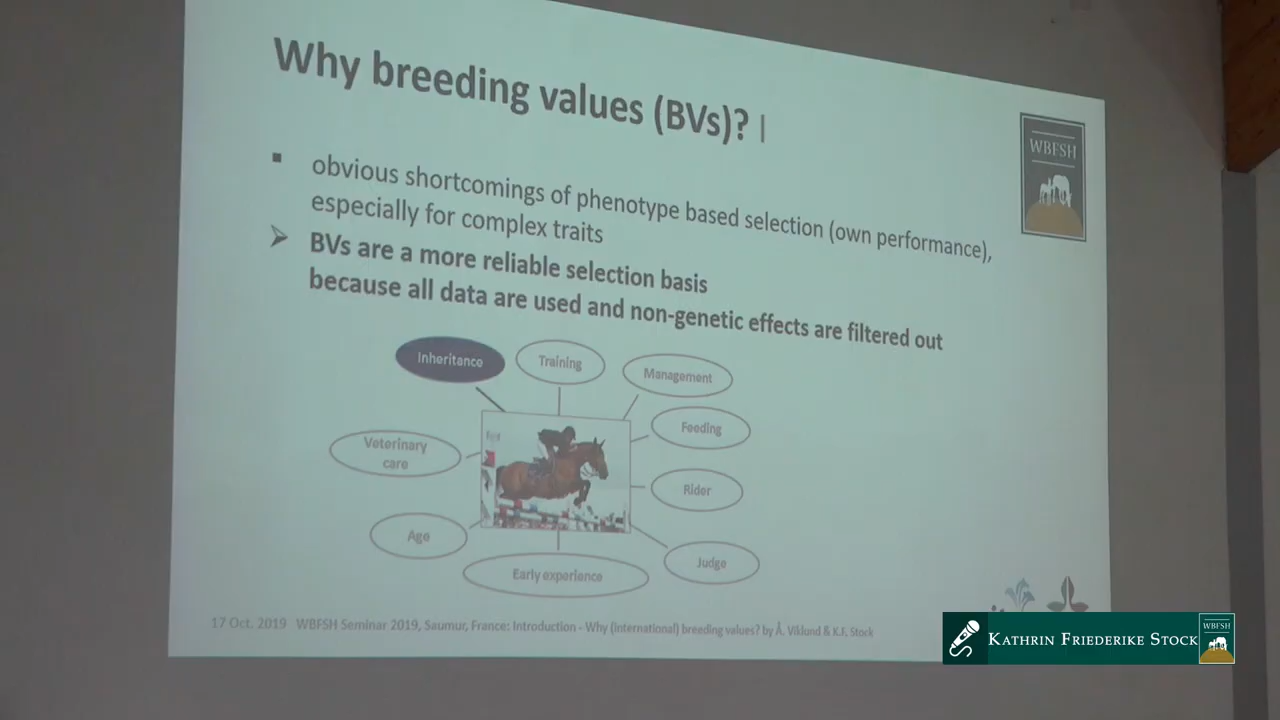 Why breeding values (BVs)? I
WBFSH
▪ obvious shortcomings of phenotype based selection (own performance),
especially for complex traits
➢ BVs are a more reliable selection basis
because all data are used and non-genetic effects are filtered out
Inheritance
Training
Management
Feeding
Veterinary
care
Rider
Age
Judge
Early experience
17 Oct. 2019 WBFSH Seminar 2019, Saumur, France: Introduction - Why (international) breeding values? by Å. Viklund & K.F. Stock
KATHRIN FRIEDERIKE STOCK
WBFSH